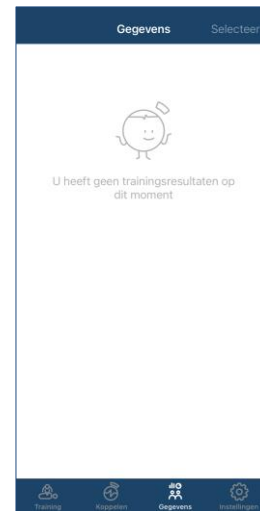 Gegevens Selecteer
U heeft geen trainingsresultaten op
dit moment
Training Koppelen Gegevens Instellingen